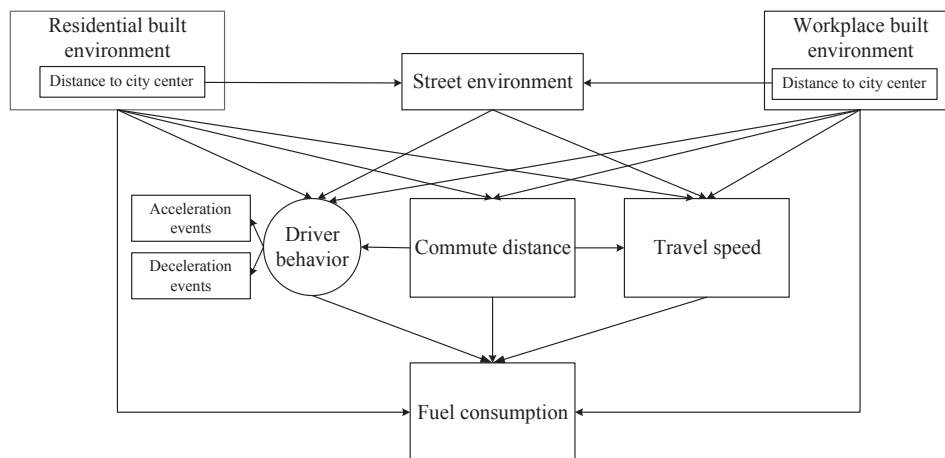 Residential built
environment
Distance to city center
Street environment
Workplace built
environment
Distance to city center
Acceleration
events
Deceleration
events
Driver
behavior
Commute distance
Travel speed
Fuel consumption